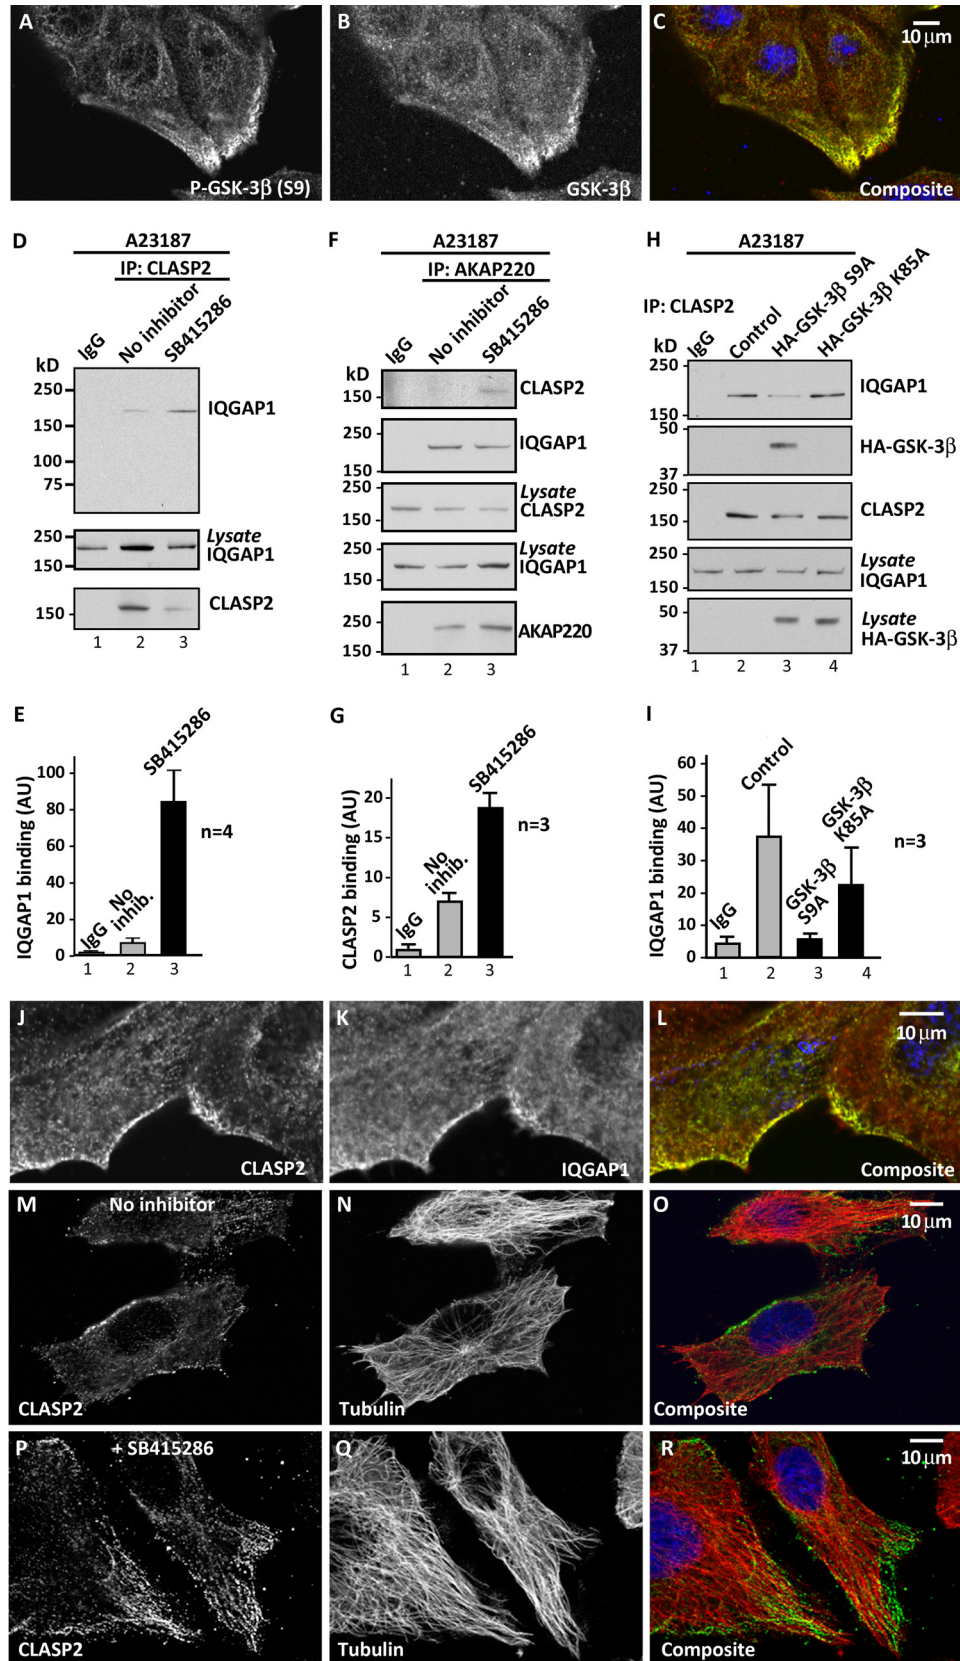 A
P-GSK-3β (S9)
B
GSK-3β
C
10 μm
Composite
D
A23187
IP: CLASP2
IgG
No inhibitor
SB415286
kD
250
150
100
75
IQGAP1
250
150
Lysate
IQGAP1
150
CLASP2
1 2 3
F
A23187
IP: AKAP220
IgG
No inhibitor
SB415286
kD
150
CLASP2
250
150
IQGAP1
250
150
Lysate
CLASP2
250
150
Lysate
IQGAP1
250
150
AKAP220
1 2 3
H
A23187
IP: CLASP2
IgG
Control
HA-GSK-3β S9A
HA-GSK-3β K85A
kD
250
150
IQGAP1
50
37
HA-GSK-3β
250
150
CLASP2
250
150
Lysate
IQGAP1
50
37
Lysate
HA-GSK-3β
1 2 3 4
E
IQGAP1 binding (AU)
100
80
60
40
20
0
IgG
No inhib.
SB415286
n=4
1 2 3
G
CLASP2 binding (AU)
20
15
10
5
0
IgG
No inhib.
SB415286
n=3
1 2 3
I
IQGAP1 binding (AU)
60
50
40
30
20
10
0
IgG
Control
GSK-3β
S9A
GSK-3β
K85A
n=3
1 2 3 4
J
CLASP2
K
IQGAP1
L
10 μm
Composite
M
No inhibitor
CLASP2
N
Tubulin
O
10 μm
Composite
P
+ SB415286
CLASP2
Q
Tubulin
R
10 μm
Composite